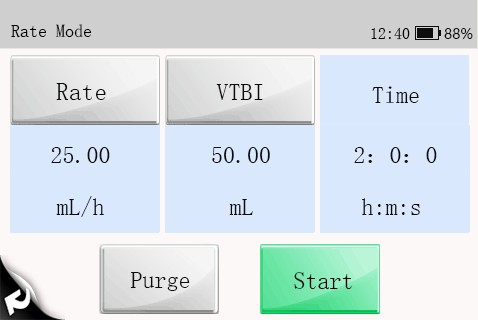 Rate Mode 12:40 88%
Rate VTBI Time
25.00 50.00 2: 0: 0
mL/h mL h:m:s
Purge Start